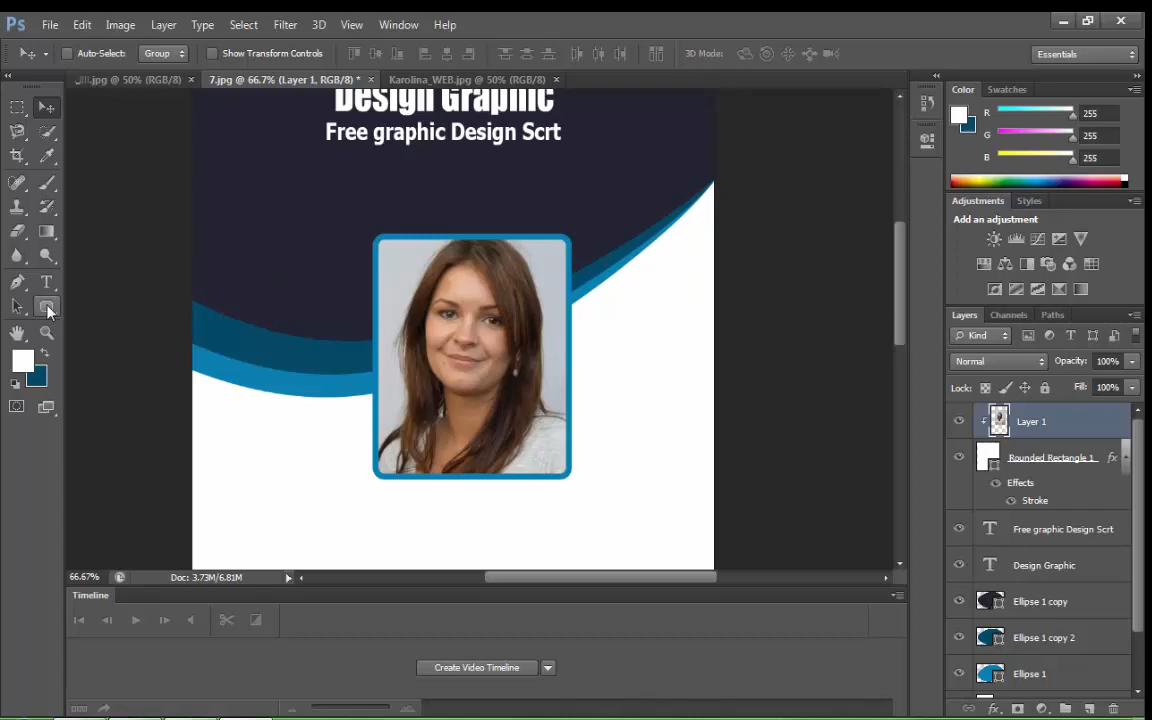 Ps File Edit Image Layer Type Select Filter 3D View Window Help
Auto-Select: Group Show Transform Controls 3D Mode: Essentials
.jpg @ 50% (RGB/8) × 7.jpg @ 66.7% (Layer 1, RGB/8) * × Karolina_WEB.jpg @ 50% (RGB/8) ×
Design Graphic
Free graphic Design Scrt
Color Swatches
R 255
G 255
B 255
Adjustments Styles
Add an adjustment
Layers Channels Paths
Kind
Normal Opacity: 100%
Lock: Fill: 100%
Layer 1
Rounded Rectangle 1 fx
Effects
Stroke
T Free graphic Design Scrt
T Design Graphic
Ellipse 1 copy
Ellipse 1 copy 2
Ellipse 1
66.67% Doc: 3.73M/6.81M
Timeline
Create Video Timeline